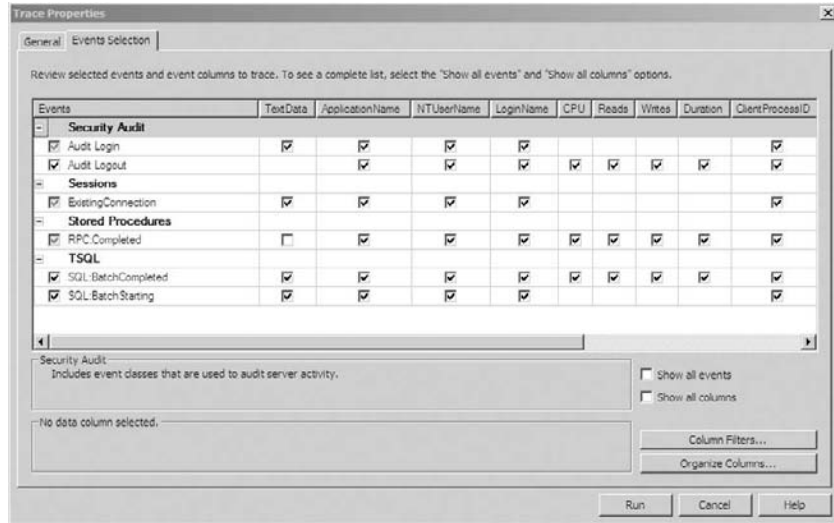 Trace Properties
General Events Selection
Review selected events and event columns to trace. To see a complete list, select the "Show all events" and "Show all columns" options.
Events TextData ApplicationName NTUserName LoginName CPU Reads Writes Duration ClientProcessID
Security Audit
Audit Login
Audit Logout
Sessions
ExistingConnection
Stored Procedures
RPC:Completed
TSQL
SQL:BatchCompleted
SQL:BatchStarting
Security Audit
Includes event classes that are used to audit server activity.
Show all events
Show all columns
No data column selected.
Column Filters...
Organize Columns...
Run Cancel Help